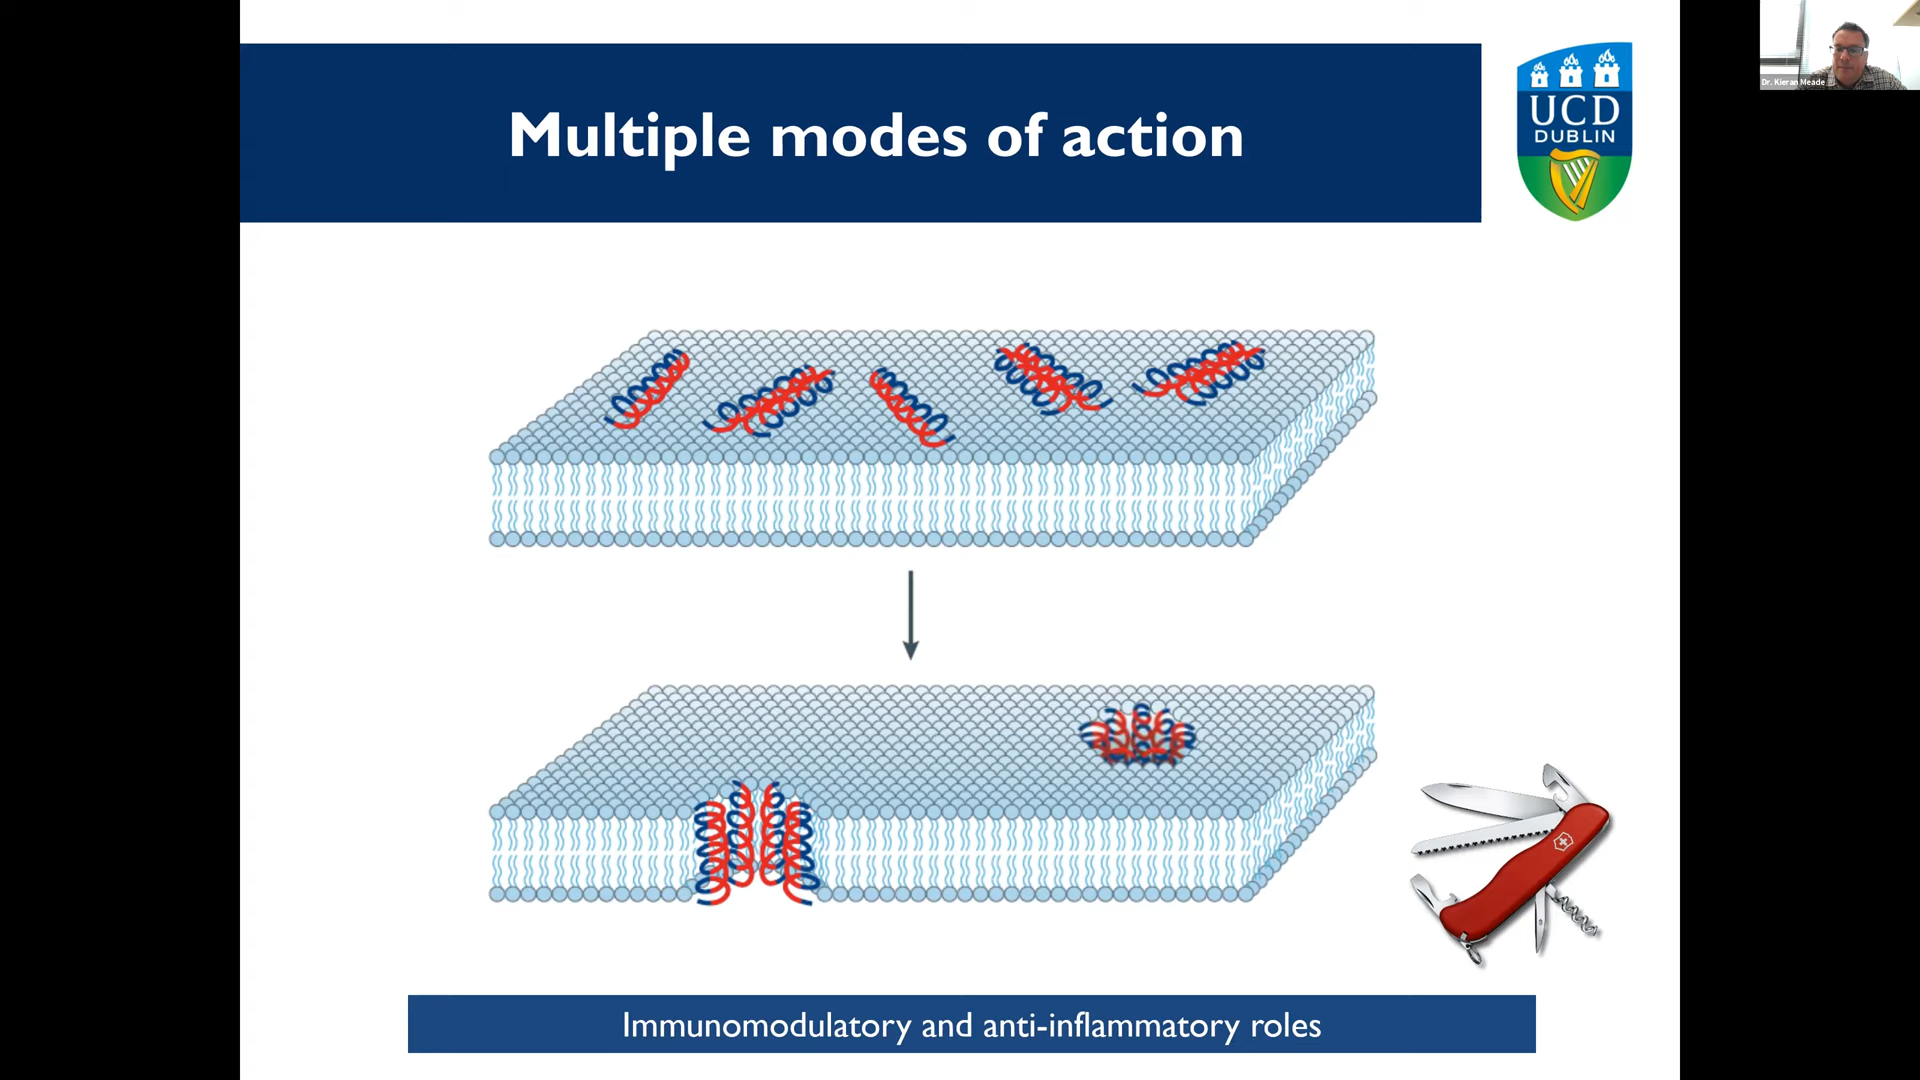 Multiple modes of action
UCD
DUBLIN
Dr. Kieran Meade
Immunomodulatory and anti-inflammatory roles